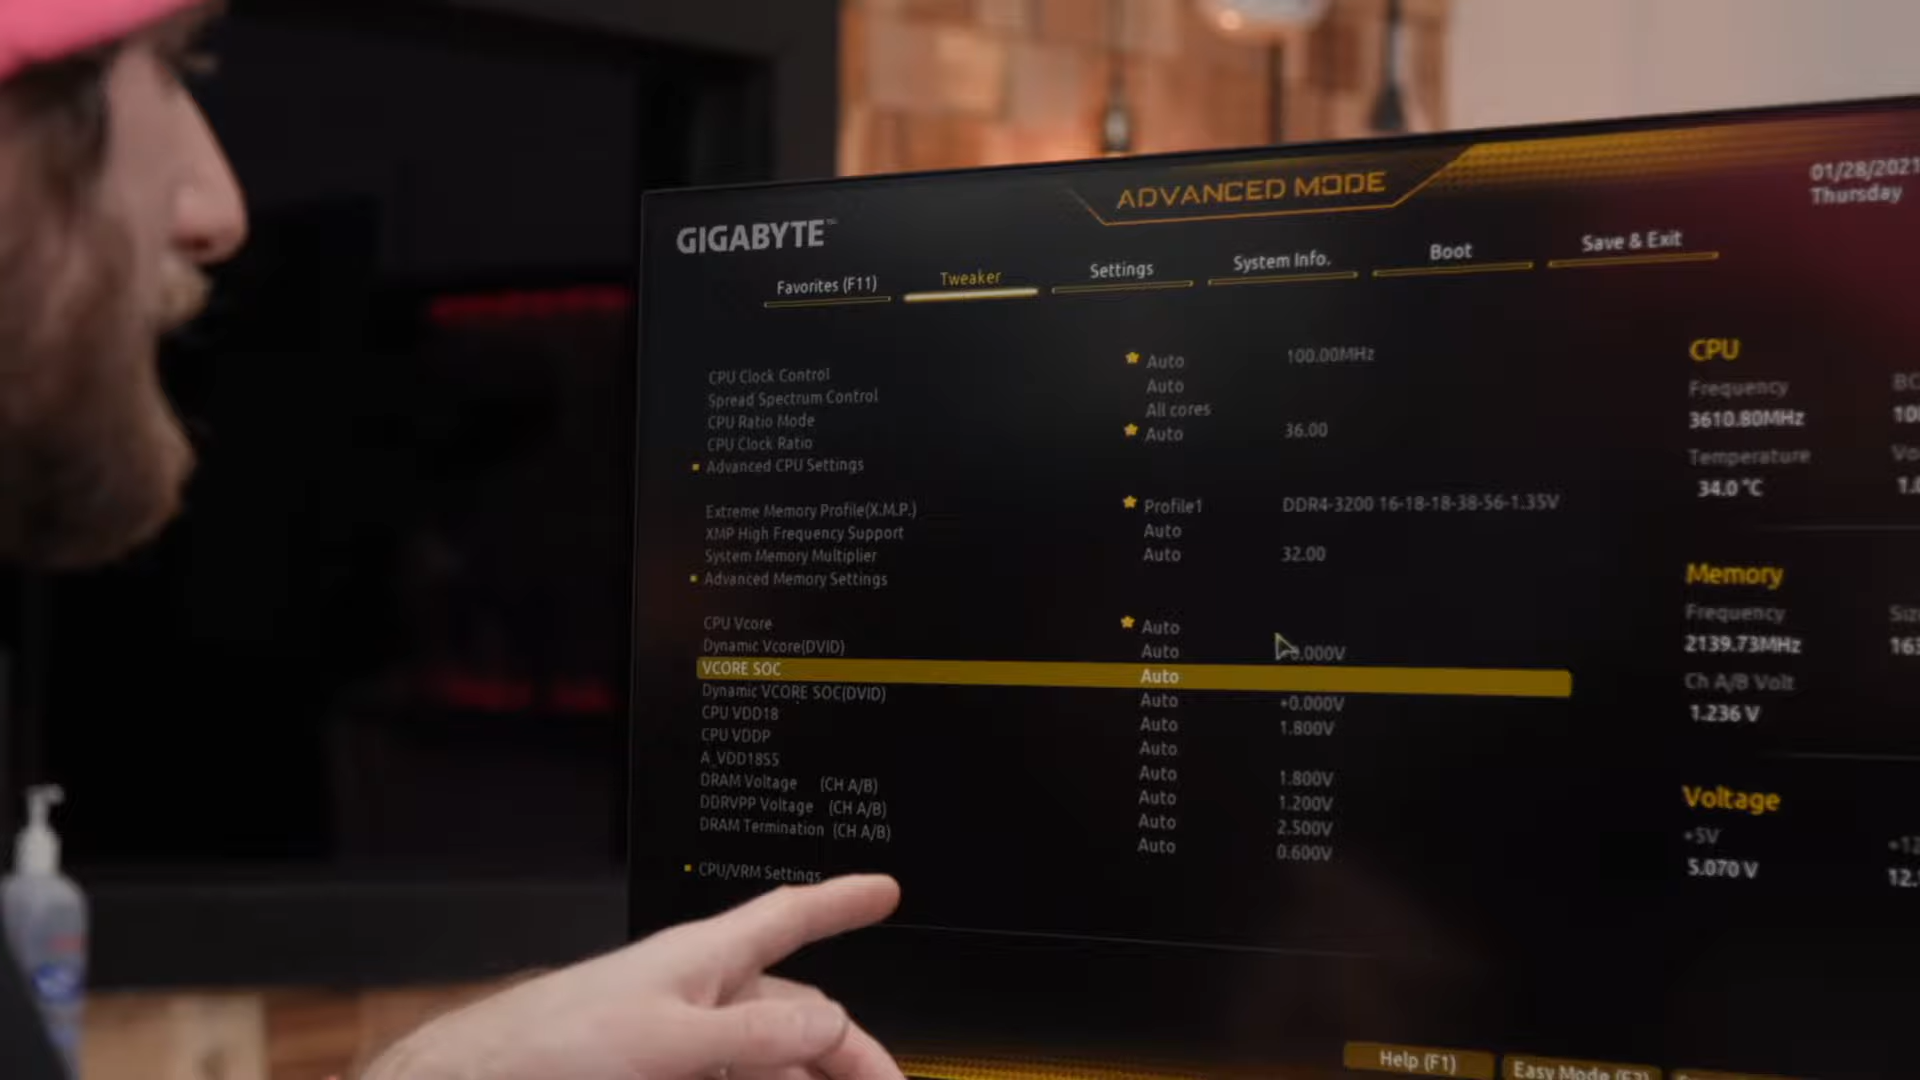 ADVANCED MODE
01/28/2021
Thursday
GIGABYTE™
Favorites (F11) Tweaker Settings System Info. Boot Save & Exit
CPU Clock Control Auto 100.00MHz
Spread Spectrum Control Auto
CPU Ratio Mode All cores
CPU Clock Ratio Auto 36.00
Advanced CPU Settings
Extreme Memory Profile(X.M.P.) Profile1 DDR4-3200 16-18-18-38-56-1.35V
XMP High Frequency Support Auto
System Memory Multiplier Auto 32.00
Advanced Memory Settings
CPU Vcore Auto
Dynamic Vcore(DVID) Auto 0.000V
VCORE SOC Auto
Dynamic VCORE SOC(DVID) Auto +0.000V
CPU VDD18 Auto 1.800V
CPU VDDP Auto
A_VDD18S5 Auto 1.800V
DRAM Voltage (CH A/B) Auto 1.200V
DDRVPP Voltage (CH A/B) Auto 2.500V
DRAM Termination (CH A/B) Auto 0.600V
CPU/VRM Settings
CPU
Frequency
3610.80MHz
Temperature
34.0 °C
Memory
Frequency
2139.73MHz
Ch A/B Volt
1.236 V
Voltage
+5V
5.070 V
Help (F1) Easy Mode (F2)